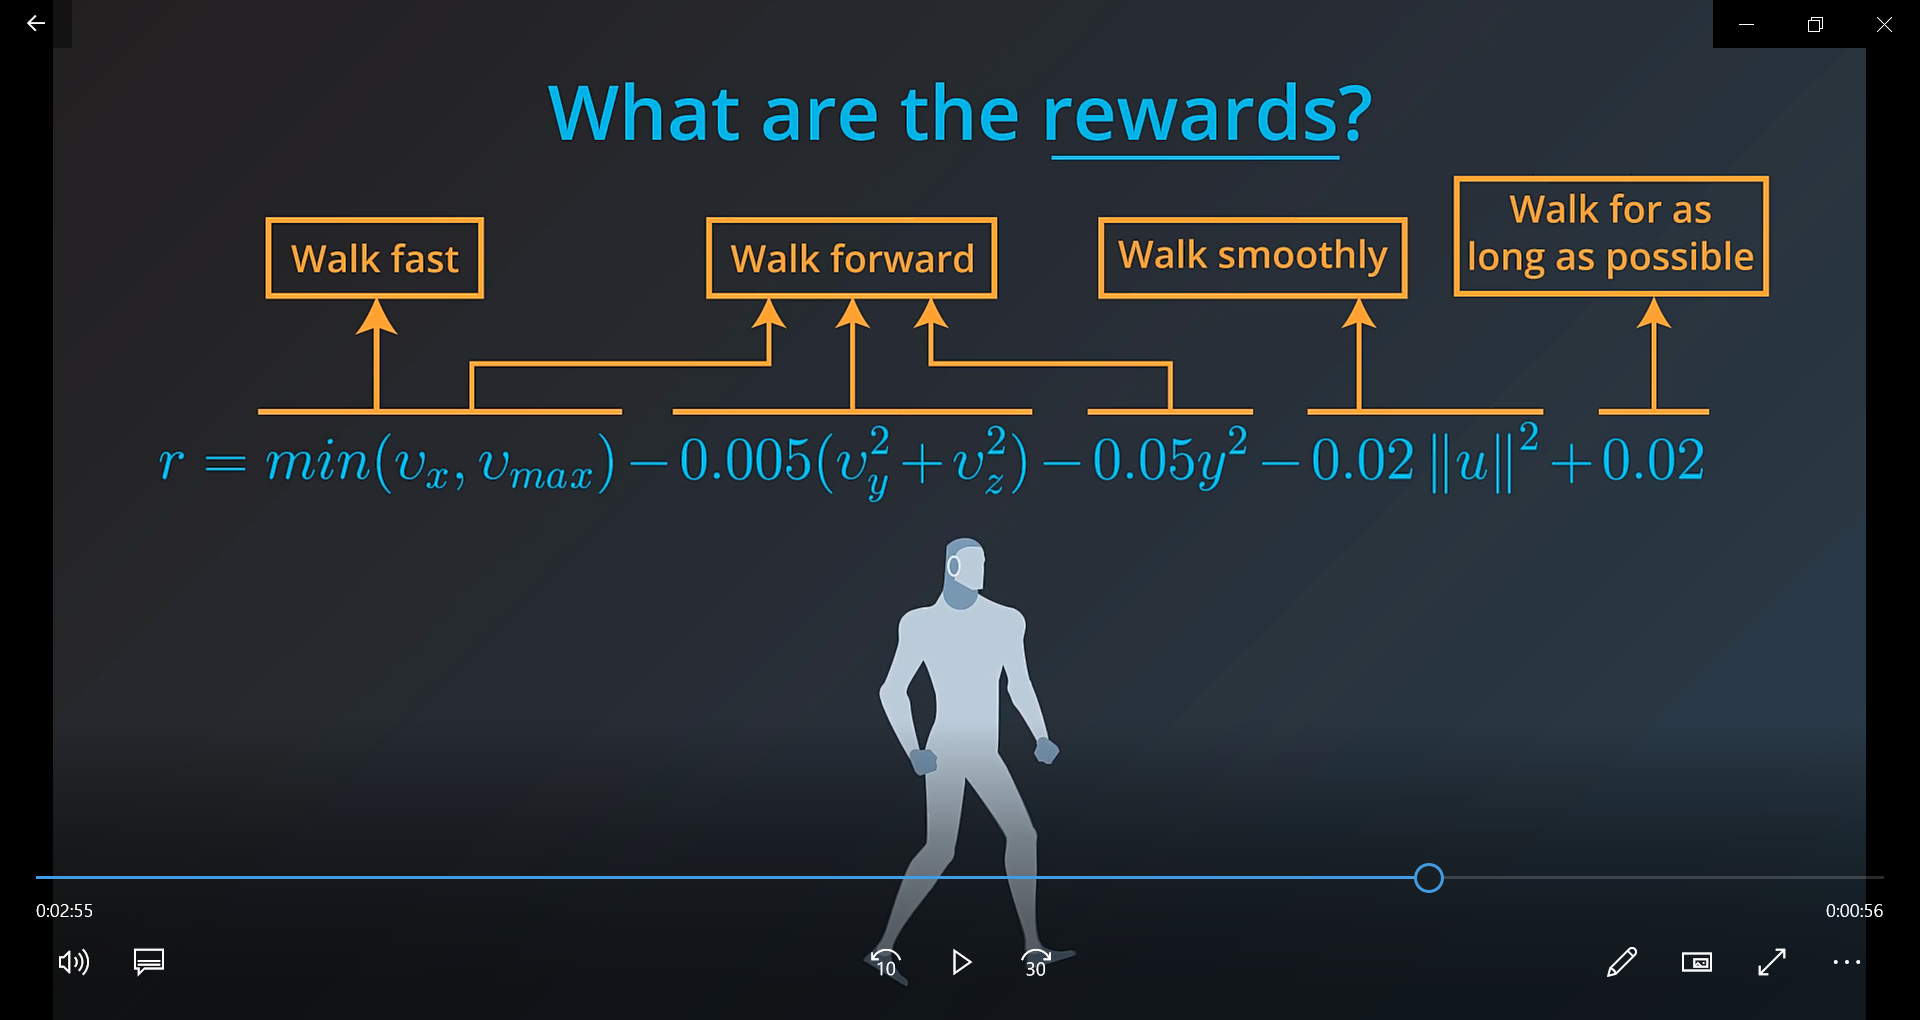 What are the rewards?
Walk fast
Walk forward
Walk smoothly
Walk for as
long as possible
r = min(v_x, v_max) − 0.005(v_y^2 + v_z^2) − 0.05y^2 − 0.02 ‖u‖^2 + 0.02
0:02:55
0:00:56
10
30